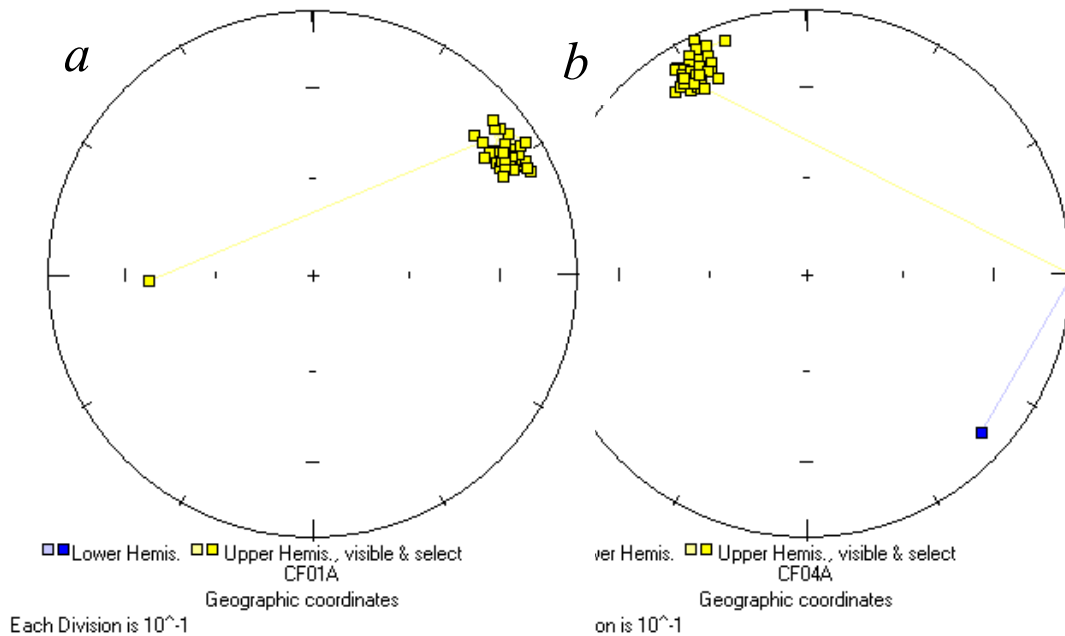 a
b
Lower Hemis. Upper Hemis., visible & select
CF01A
Geographic coordinates
Each Division is 10^-1
er Hemis. Upper Hemis., visible & select
CF04A
Geographic coordinates
on is 10^-1